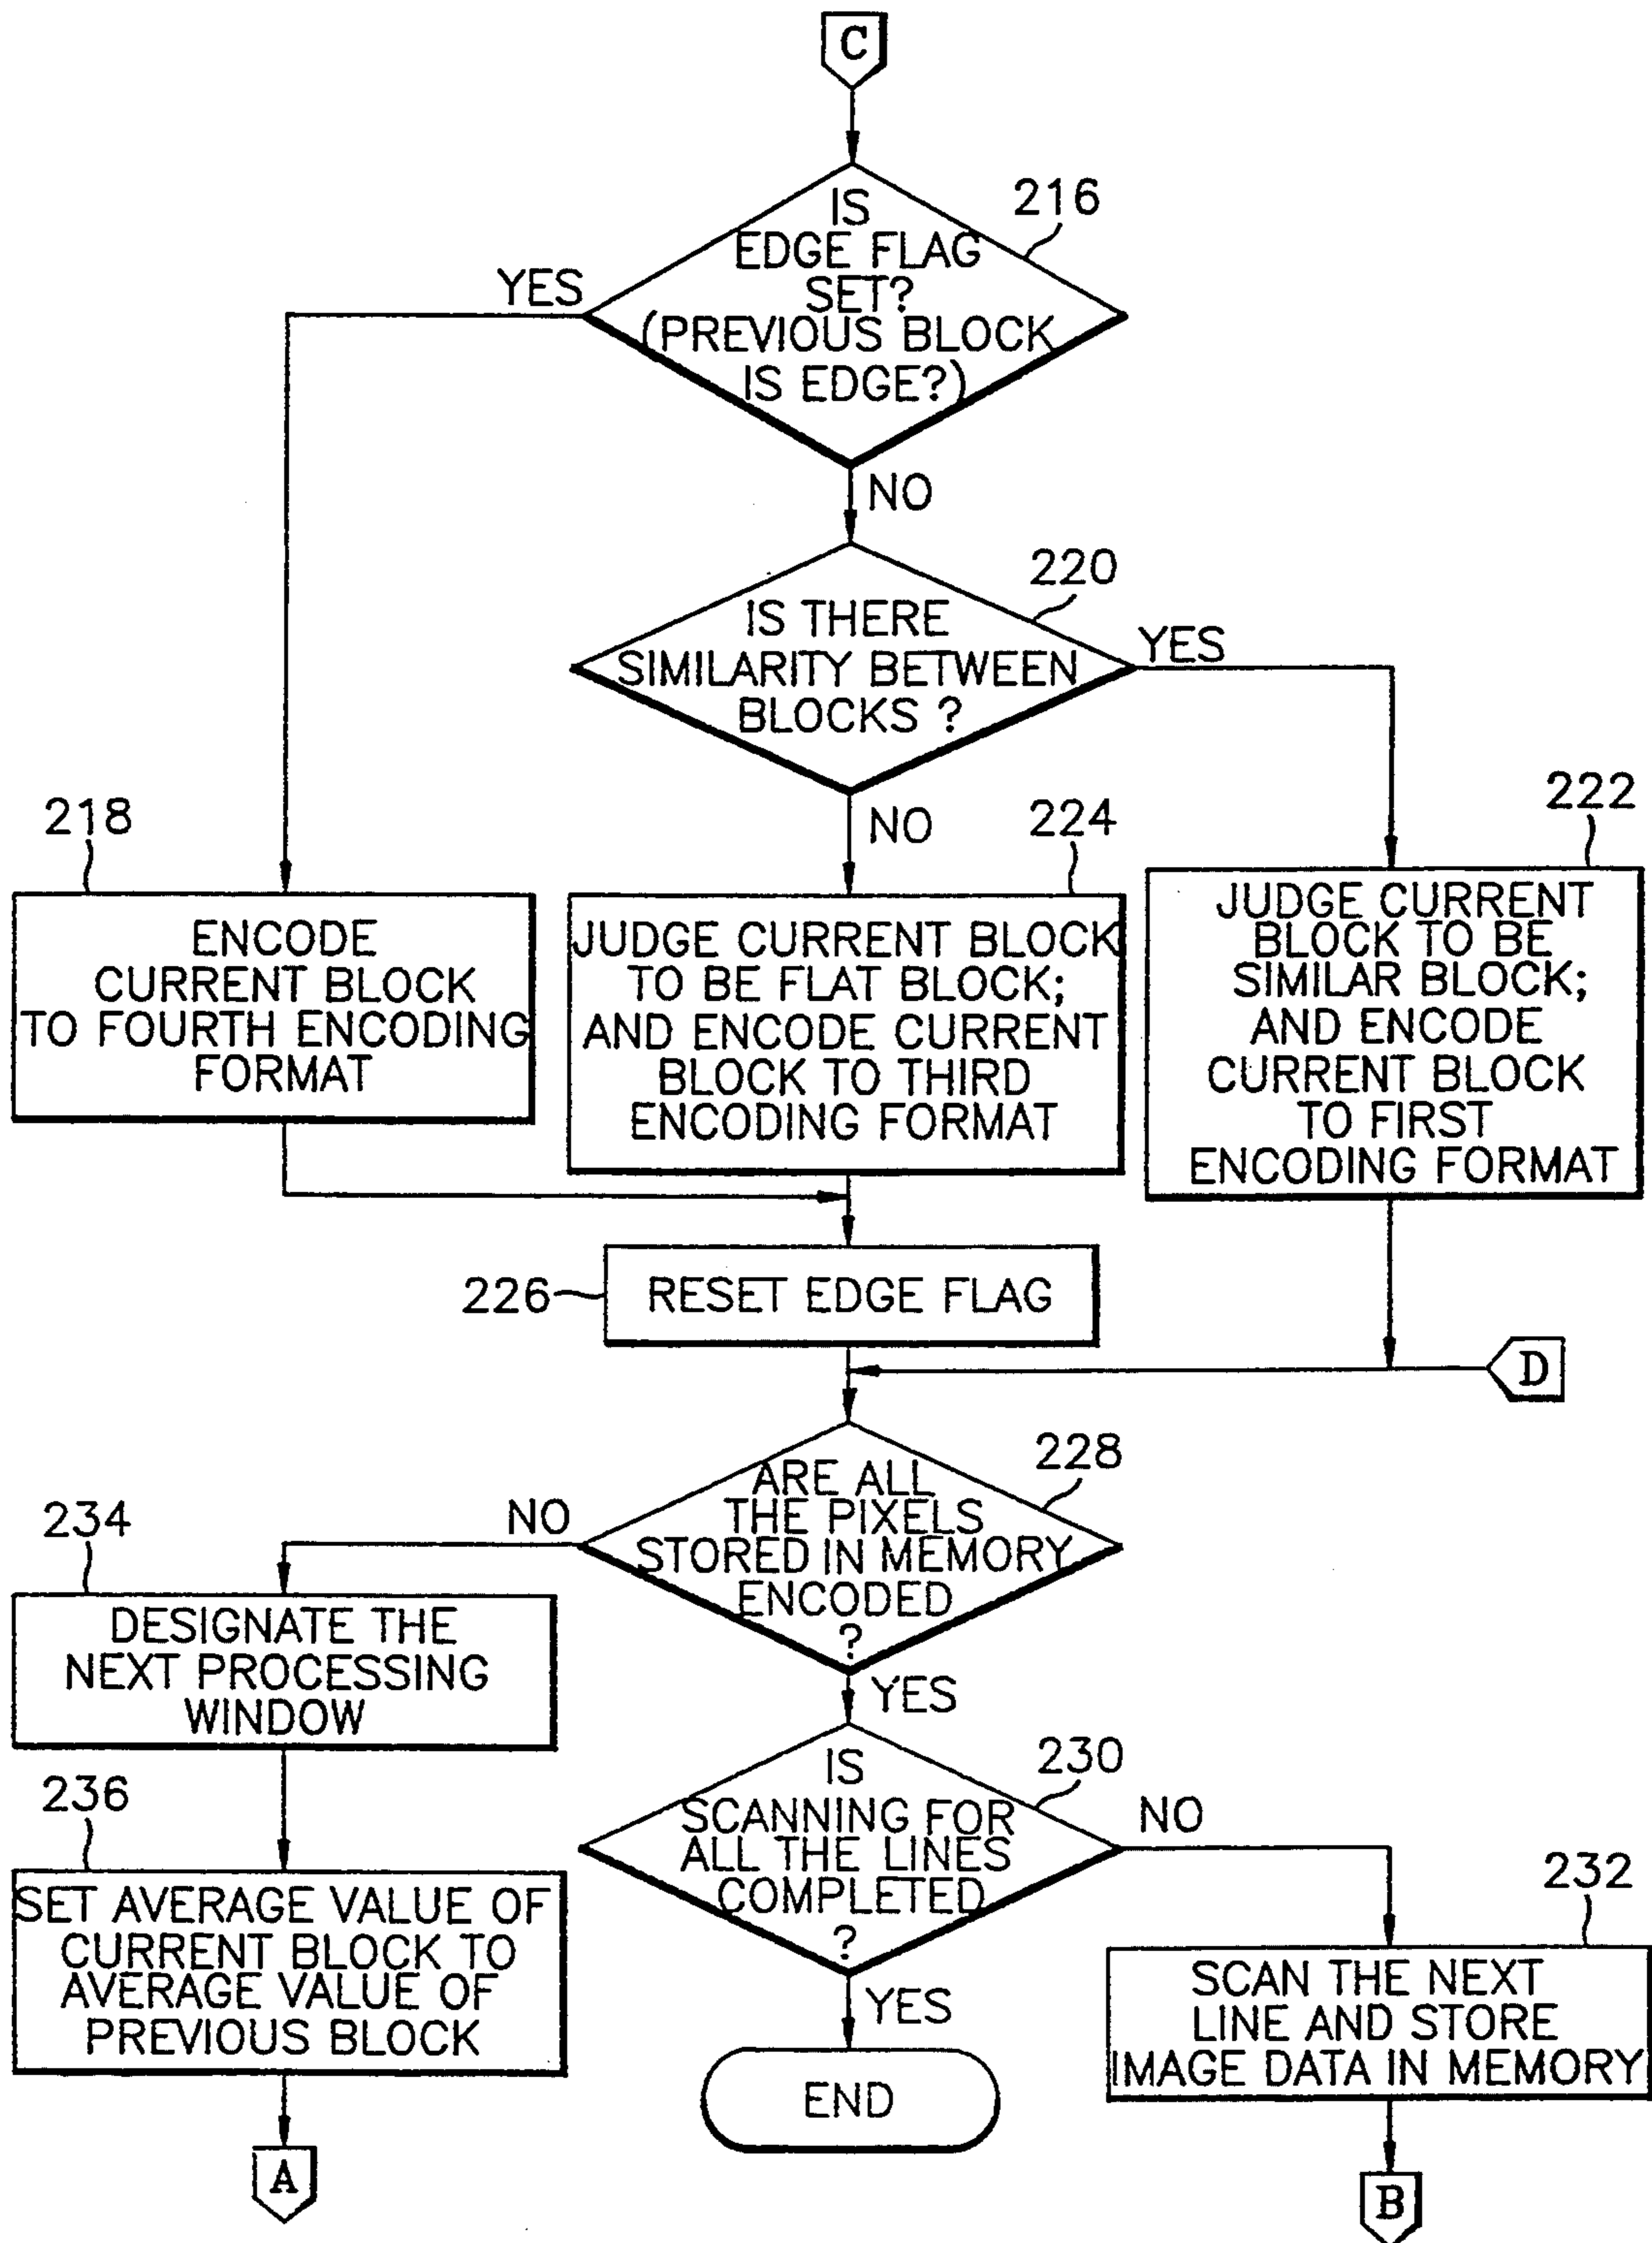 C
IS
EDGE FLAG
SET?
(PREVIOUS BLOCK
IS EDGE?)
216
YES
NO
220
IS THERE
SIMILARITY BETWEEN
BLOCKS ?
YES
NO
218
ENCODE
CURRENT BLOCK
TO FOURTH ENCODING
FORMAT
224
JUDGE CURRENT BLOCK
TO BE FLAT BLOCK;
AND ENCODE CURRENT
BLOCK TO THIRD
ENCODING FORMAT
222
JUDGE CURRENT
BLOCK TO BE
SIMILAR BLOCK;
AND ENCODE
CURRENT BLOCK
TO FIRST
ENCODING FORMAT
226
RESET EDGE FLAG
D
228
ARE ALL
THE PIXELS
STORED IN MEMORY
ENCODED
?
NO
YES
234
DESIGNATE THE
NEXT PROCESSING
WINDOW
236
SET AVERAGE VALUE OF
CURRENT BLOCK TO
AVERAGE VALUE OF
PREVIOUS BLOCK
A
230
IS
SCANNING FOR
ALL THE LINES
COMPLETED
?
NO
YES
END
232
SCAN THE NEXT
LINE AND STORE
IMAGE DATA IN MEMORY
B